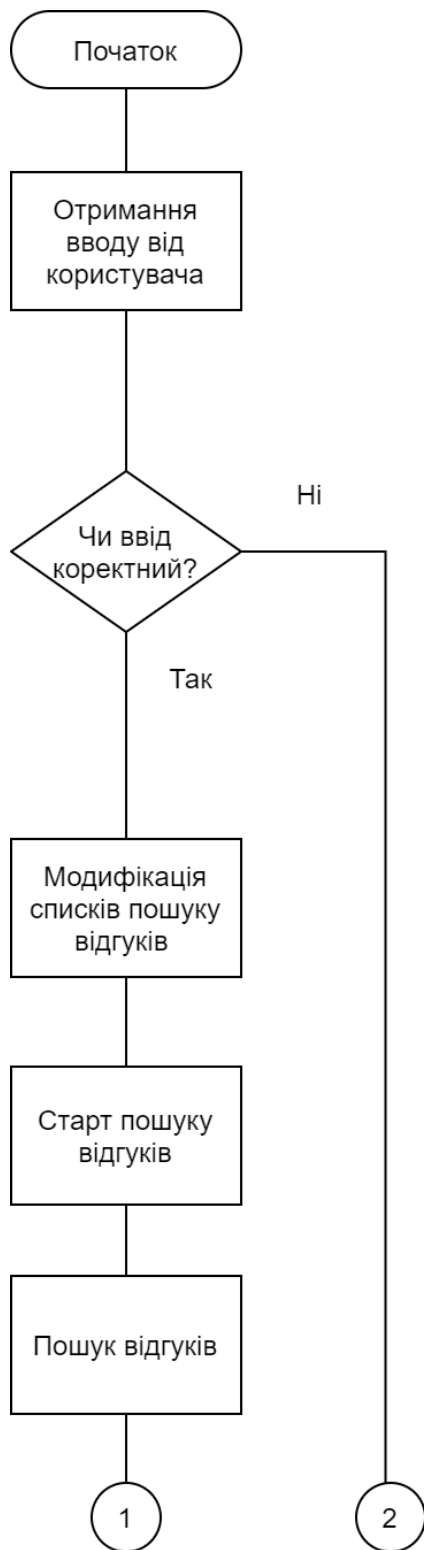 Початок
Отримання
вводу від
користувача
Ні
Чи ввід
коректний?
Так
Модифікація
списків пошуку
відгуків
Старт пошуку
відгуків
Пошук відгуків
1
2